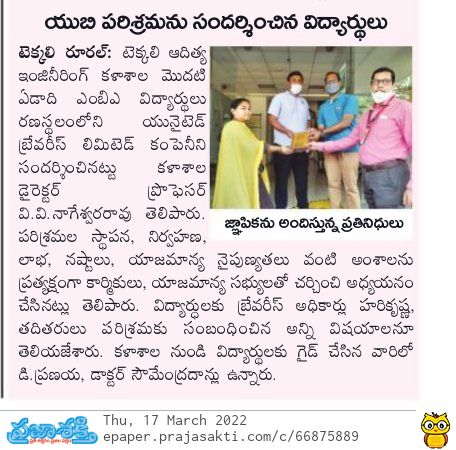 యుబి పరిశ్రమను సందర్శించిన విద్యార్థులు
టెక్కలి రూరల్: టెక్కలి ఆదిత్య
ఇంజినీరింగ్ కళాశాల మొదటి
ఏడాది ఎంబిఎ విద్యార్థులు
రణస్థలంలోని యునైటెడ్
బ్రేవరీస్ లిమిటెడ్ కంపెనీని
సందర్శించినట్టు కళాశాల
డైరెక్టర్ ప్రొఫెసర్
వి.వి.నాగేశ్వరరావు తెలిపారు.
పరిశ్రమల స్థాపన, నిర్వహణ,
జ్ఞాపికను అందిస్తున్న ప్రతినిధులు
లాభ, నష్టాలు, యాజమాన్య నైపుణ్యతలు వంటి అంశాలను
ప్రత్యక్షంగా కార్మికులు, యాజమాన్య సభ్యులతో చర్చించి అధ్యయనం
చేసినట్లు తెలిపారు. విద్యార్థులకు బ్రేవరీస్ అధికార్లు హరికృష్ణ,
తదితరులు పరిశ్రమకు సంబంధించిన అన్ని విషయాలనూ
తెలియజేశారు. కళాశాల నుండి విద్యార్థులకు గైడ్ చేసిన వారిలో
డి.ప్రణయ, డాక్టర్ సౌమేంద్రదాన్లు ఉన్నారు.
ప్రజాశక్తి
Thu, 17 March 2022
epaper.prajasakti.com/c/66875889